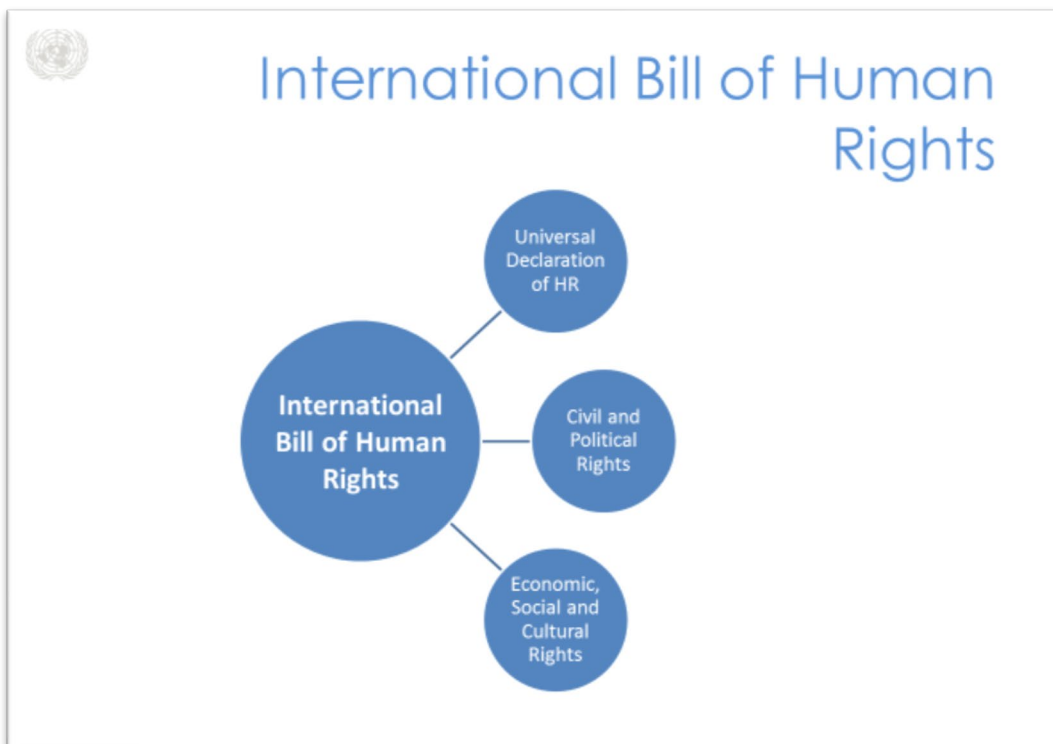 International Bill of Human
Rights
Universal
Declaration
of HR
International
Bill of Human
Rights
Civil and
Political
Rights
Economic,
Social and
Cultural
Rights